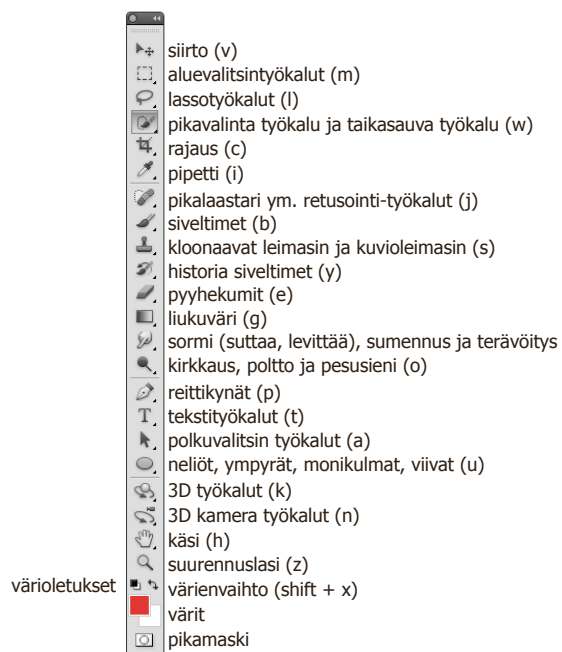 siirto (v)
aluevalitsintyökalut (m)
lassotyökalut (l)
pikavalinta työkalu ja taikasauva työkalu (w)
rajaus (c)
pipetti (i)
pikalaastari ym. retusointi-työkalut (j)
siveltimet (b)
kloonaavat leimasin ja kuvioleimasin (s)
historia siveltimet (y)
pyyhekumit (e)
liukuväri (g)
sormi (suttaa, levittää), sumennus ja terävöitys
kirkkaus, poltto ja pesusieni (o)
reittikynät (p)
tekstityökalut (t)
polkuvalitsin työkalut (a)
neliöt, ympyrät, monikulmat, viivat (u)
3D työkalut (k)
3D kamera työkalut (n)
käsi (h)
suurennuslasi (z)
värioletukset värienvaihto (shift + x)
värit
pikamaski